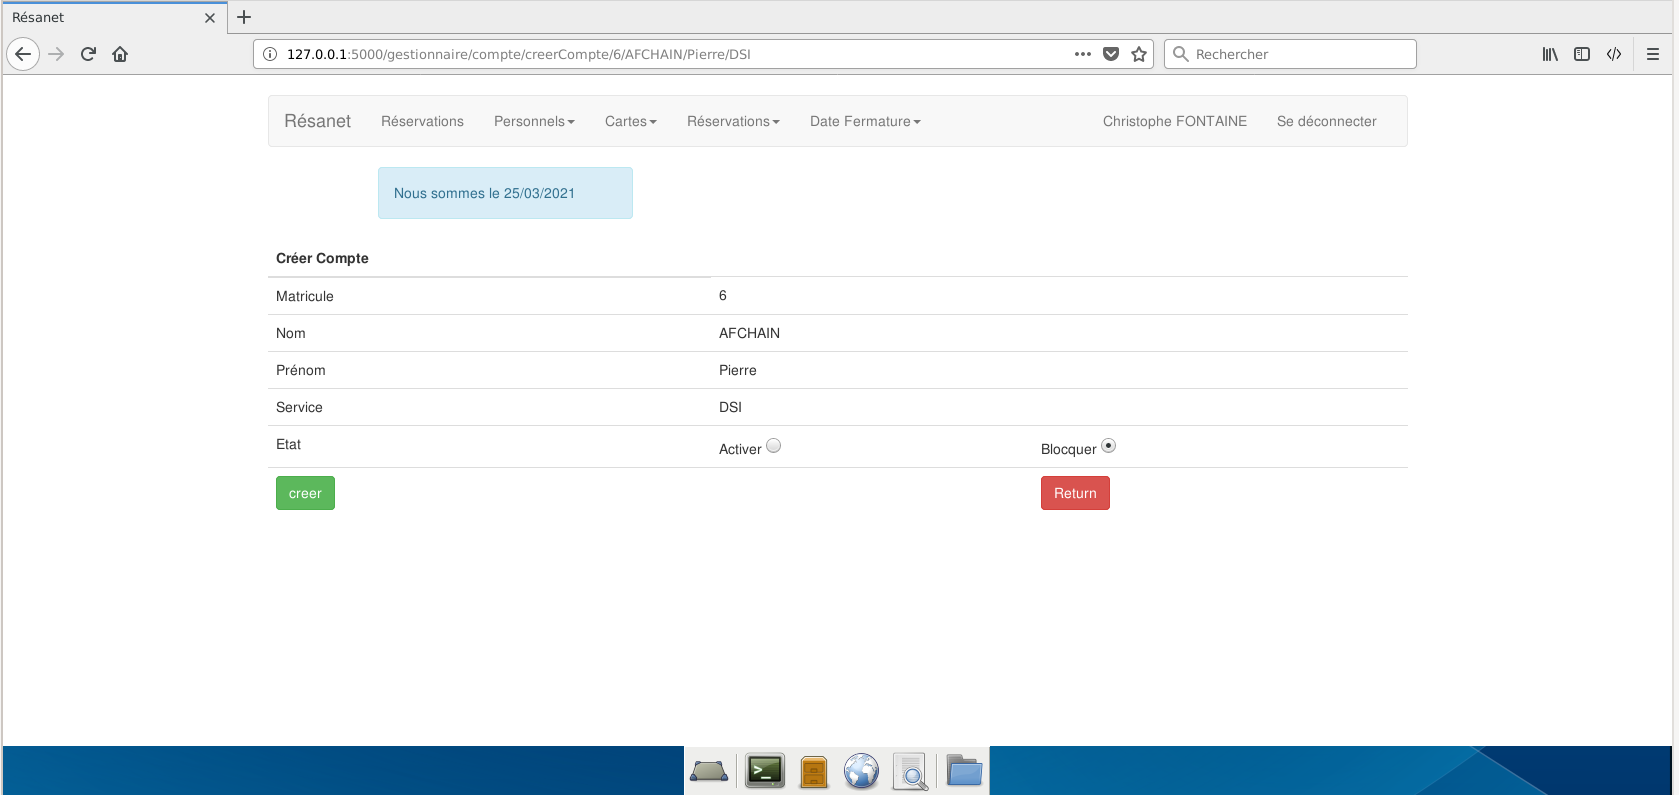 Résanet
127.0.0.1:5000/gestionnaire/compte/creerCompte/6/AFCHAIN/Pierre/DSI
Rechercher
Résanet Réservations Personnels Cartes Réservations Date Fermature Christophe FONTAINE Se déconnecter
Nous sommes le 25/03/2021
Créer Compte
Matricule 6
Nom AFCHAIN
Prénom Pierre
Service DSI
Etat Activer Blocquer
creer Return